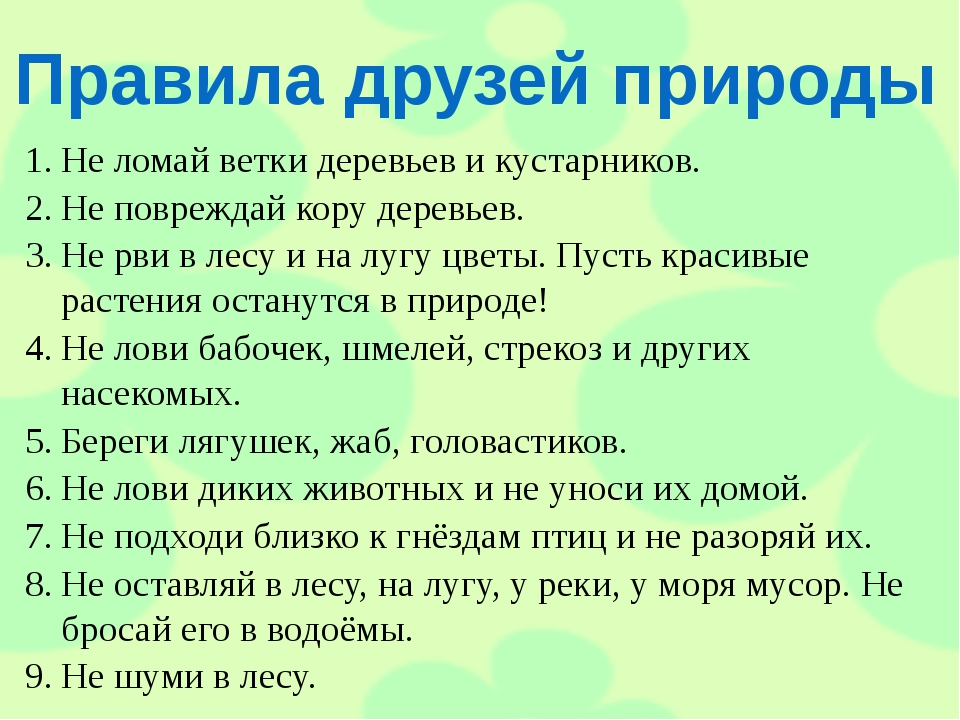 Правила друзей природы
1. Не ломай ветки деревьев и кустарников.
2. Не повреждай кору деревьев.
3. Не рви в лесу и на лугу цветы. Пусть красивые
растения останутся в природе!
4. Не лови бабочек, шмелей, стрекоз и других
насекомых.
5. Береги лягушек, жаб, головастиков.
6. Не лови диких животных и не уноси их домой.
7. Не подходи близко к гнёздам птиц и не разоряй их.
8. Не оставляй в лесу, на лугу, у реки, у моря мусор. Не
бросай его в водоёмы.
9. Не шуми в лесу.